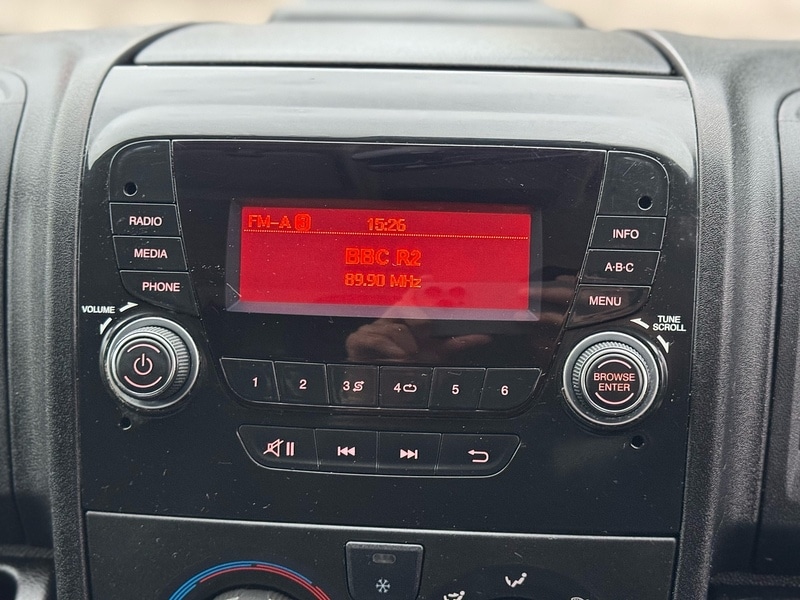 FM-A
15:26
BBC R2
89.90 MHz
RADIO
MEDIA
PHONE
VOLUME
INFO
A·B·C
MENU
TUNE
SCROLL
BROWSE
ENTER
1 2 3 4 5 6